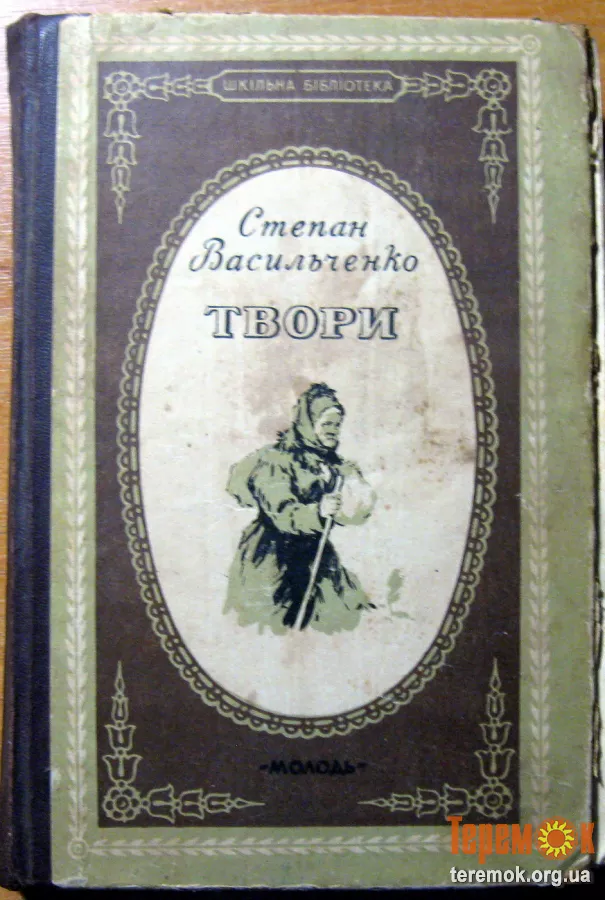 ШКІЛЬНА БІБЛІОТЕКА
Степан
Васильченко
ТВОРИ
«МОЛОДЬ»
Теремок
teremok.org.ua